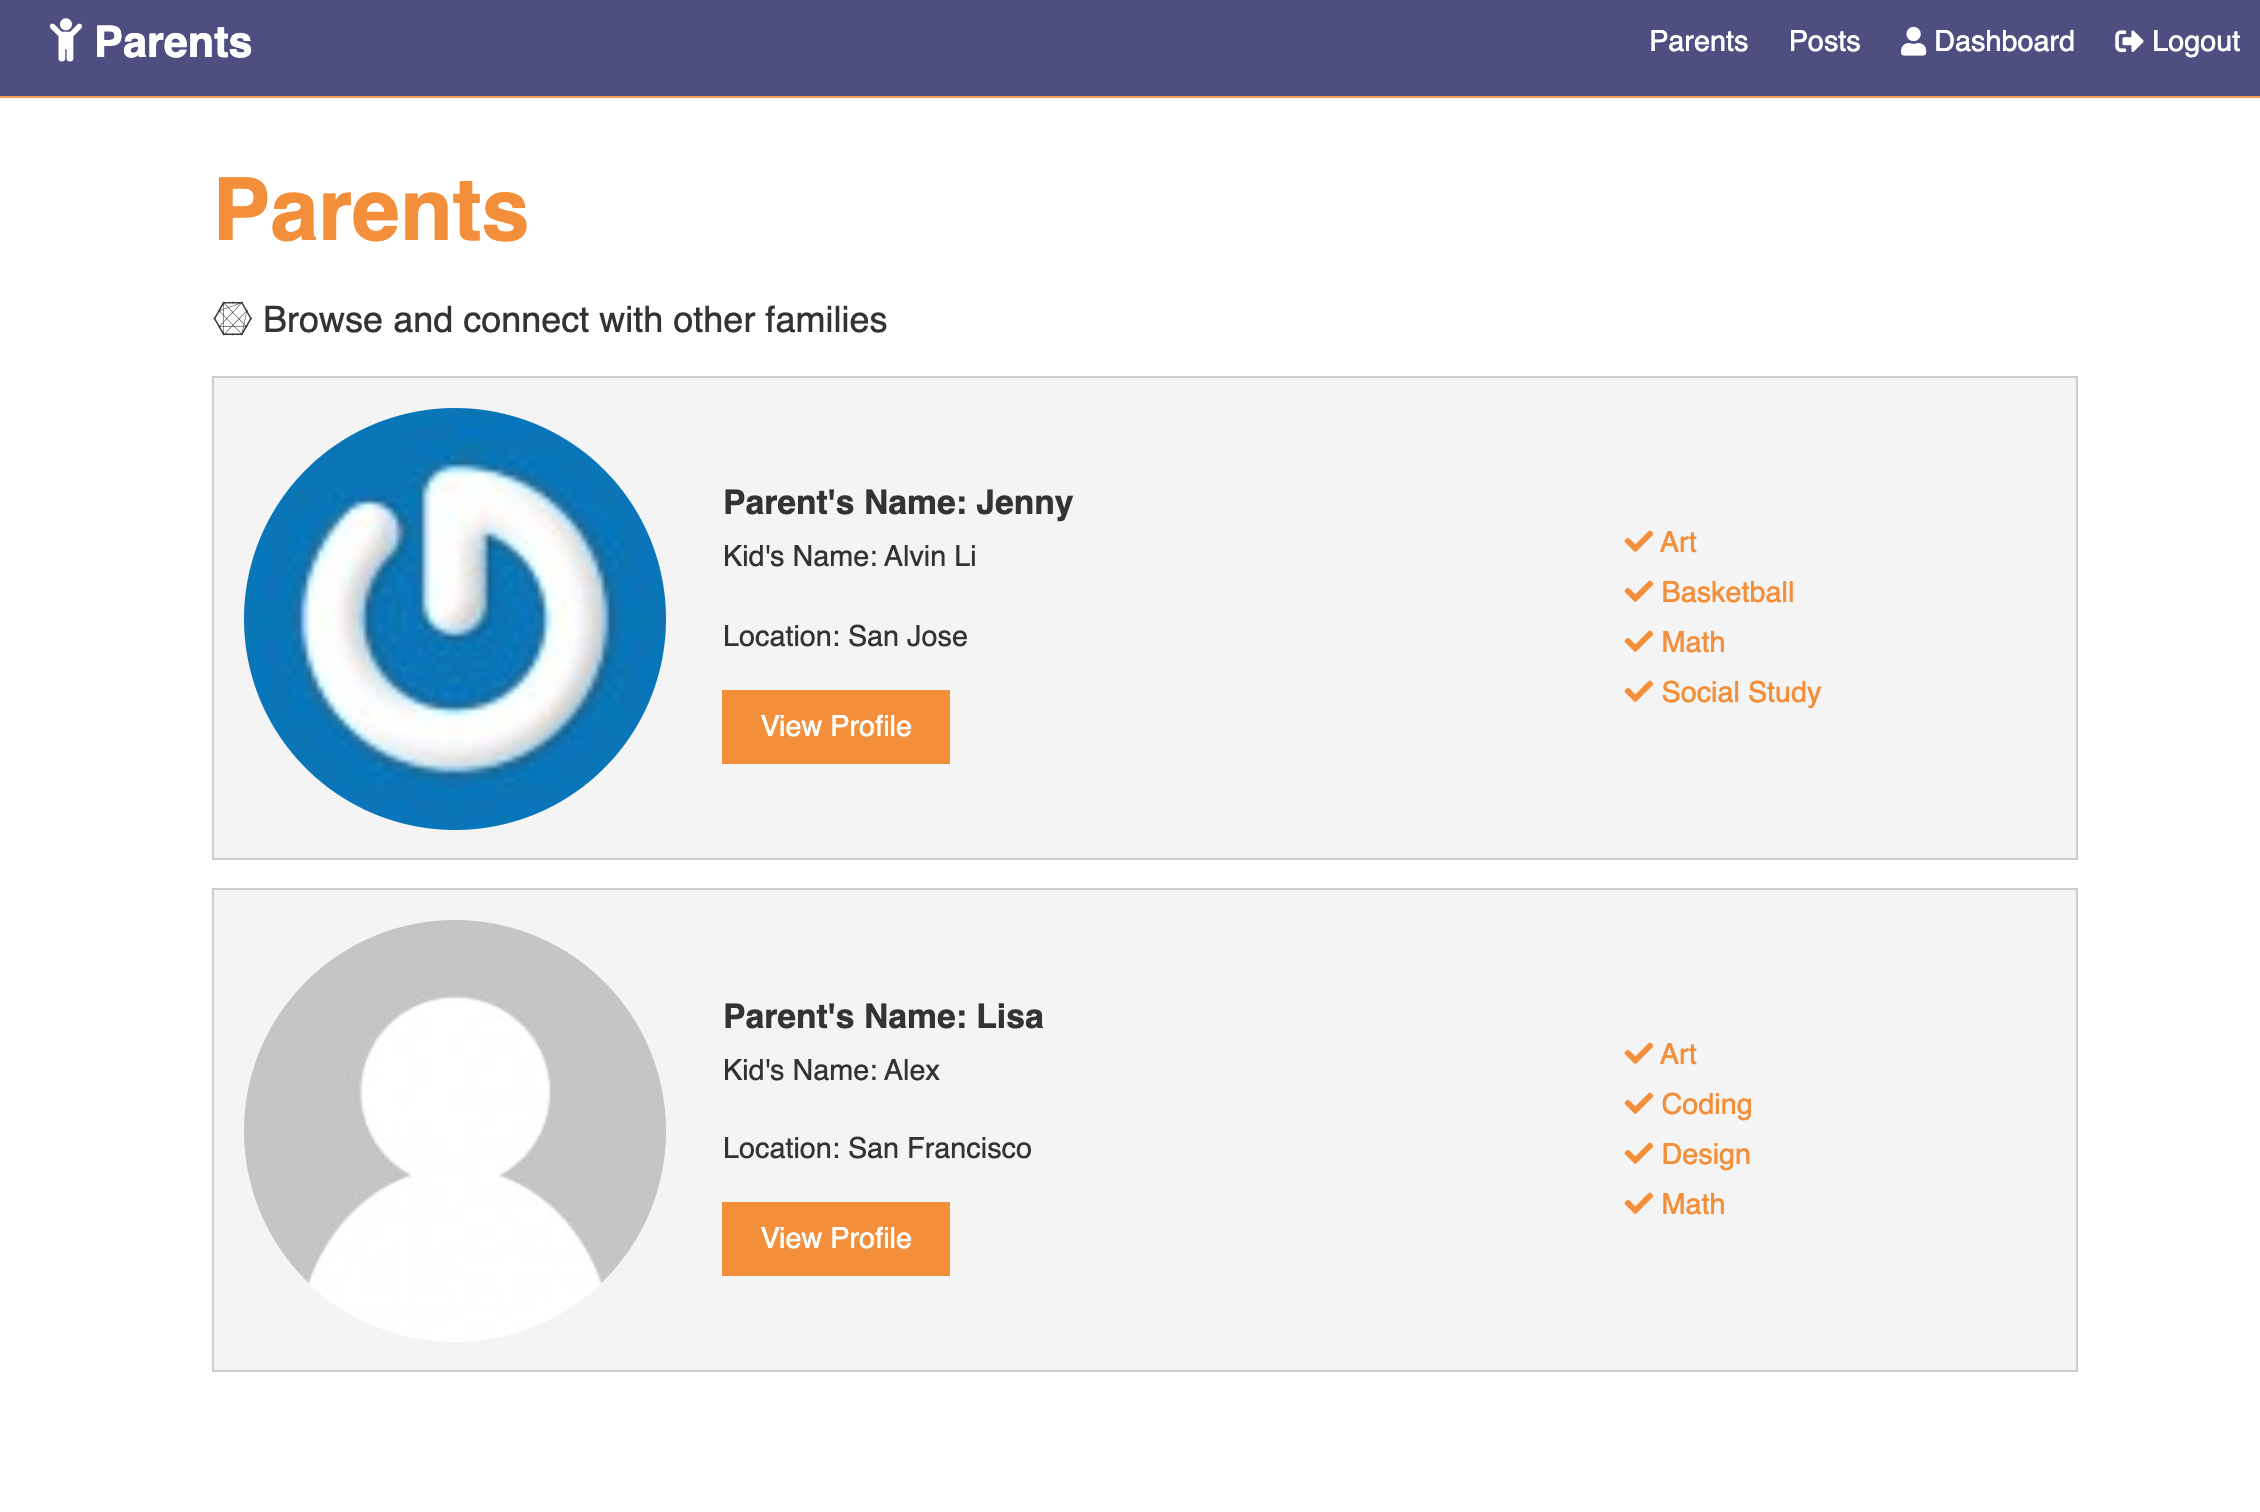 Parents
Parents Posts Dashboard Logout
Parents
Browse and connect with other families
Parent's Name: Jenny
Kid's Name: Alvin Li
Location: San Jose
View Profile
Art
Basketball
Math
Social Study
Parent's Name: Lisa
Kid's Name: Alex
Location: San Francisco
View Profile
Art
Coding
Design
Math